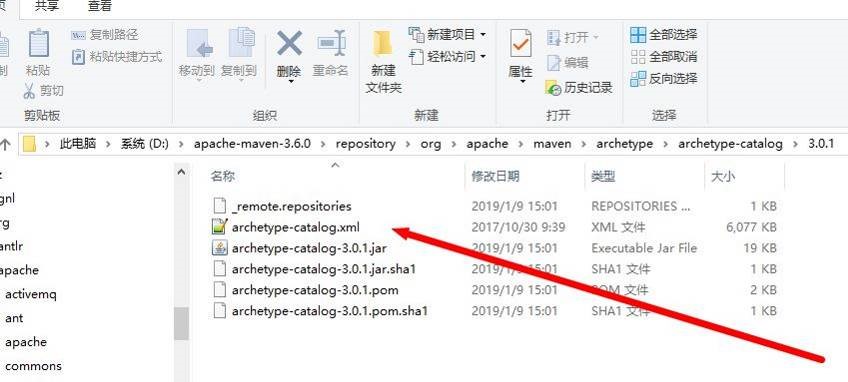 共享 查看
复制路径
粘贴快捷方式
粘贴
剪切
剪贴板
移动到 复制到 删除 重命名
组织
新建项目
轻松访问
新建
文件夹
新建
打开
编辑
历史记录
属性
打开
全部选择
全部取消
反向选择
选择
此电脑 › 系统 (D:) › apache-maven-3.6.0 › repository › org › apache › maven › archetype › archetype-catalog › 3.0.1
名称 修改日期 类型 大小
_remote.repositories 2019/1/9 15:01 REPOSITORIES ... 1 KB
archetype-catalog.xml 2017/10/30 9:39 XML 文件 6,077 KB
archetype-catalog-3.0.1.jar 2019/1/9 15:01 Executable Jar File 19 KB
archetype-catalog-3.0.1.jar.sha1 2019/1/9 15:01 SHA1 文件 1 KB
archetype-catalog-3.0.1.pom 2019/1/9 15:01 POM 文件 2 KB
archetype-catalog-3.0.1.pom.sha1 2019/1/9 15:01 SHA1 文件 1 KB
gnl
rg
antlr
apache
activemq
ant
apache
commons